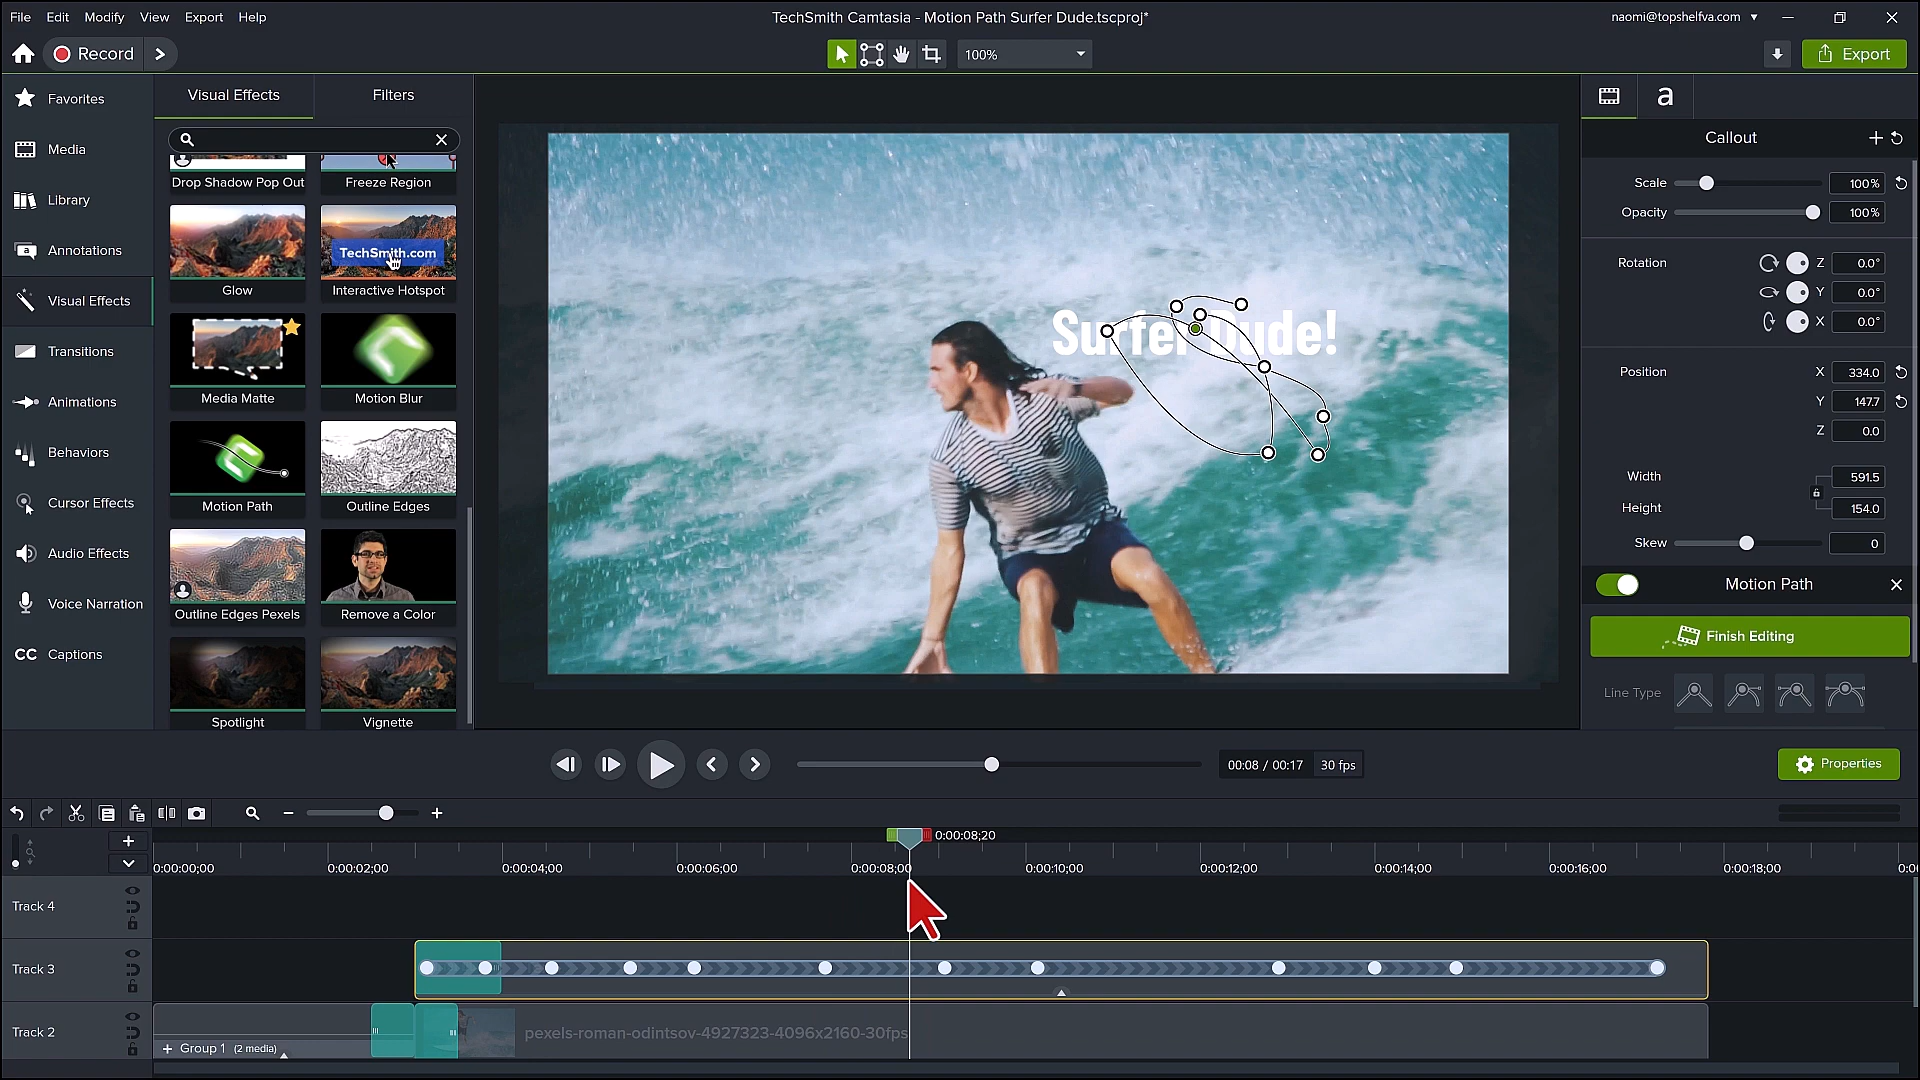 File Edit Modify View Export Help
TechSmith Camtasia - Motion Path Surfer Dude.tscproj*
naomi@topshelfva.com
Record
100%
Export
Favorites
Media
Library
Annotations
Visual Effects
Transitions
Animations
Behaviors
Cursor Effects
Audio Effects
Voice Narration
CC Captions
Visual Effects Filters
Drop Shadow Pop Out Freeze Region
TechSmith.com
Glow Interactive Hotspot
Media Matte Motion Blur
Motion Path Outline Edges
Outline Edges Pexels Remove a Color
Spotlight Vignette
Surfer Dude!
a
Callout
Scale 100%
Opacity 100%
Rotation Z 0.0°
Y 0.0°
X 0.0°
Position X 334.0
Y 147.7
Z 0.0
Width 591.5
Height 154.0
Skew 0
Motion Path
Finish Editing
Line Type
00:08 / 00:17 30 fps
Properties
0:00:08;20
0:00:00;00 0:00:02;00 0:00:04;00 0:00:06;00 0:00:08;00 0:00:10;00 0:00:12;00 0:00:14;00 0:00:16;00 0:00:18;00
Track 4
Track 3
Track 2
pexels-roman-odintsov-4927323-4096x2160-30fps
+ Group 1 (2 media)